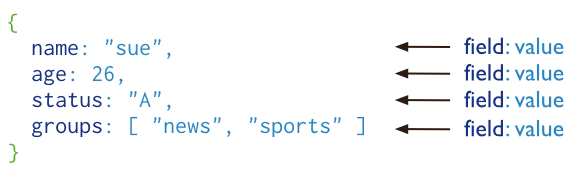 {
name: "sue", field: value
age: 26, field: value
status: "A", field: value
groups: [ "news", "sports" ] field: value
}